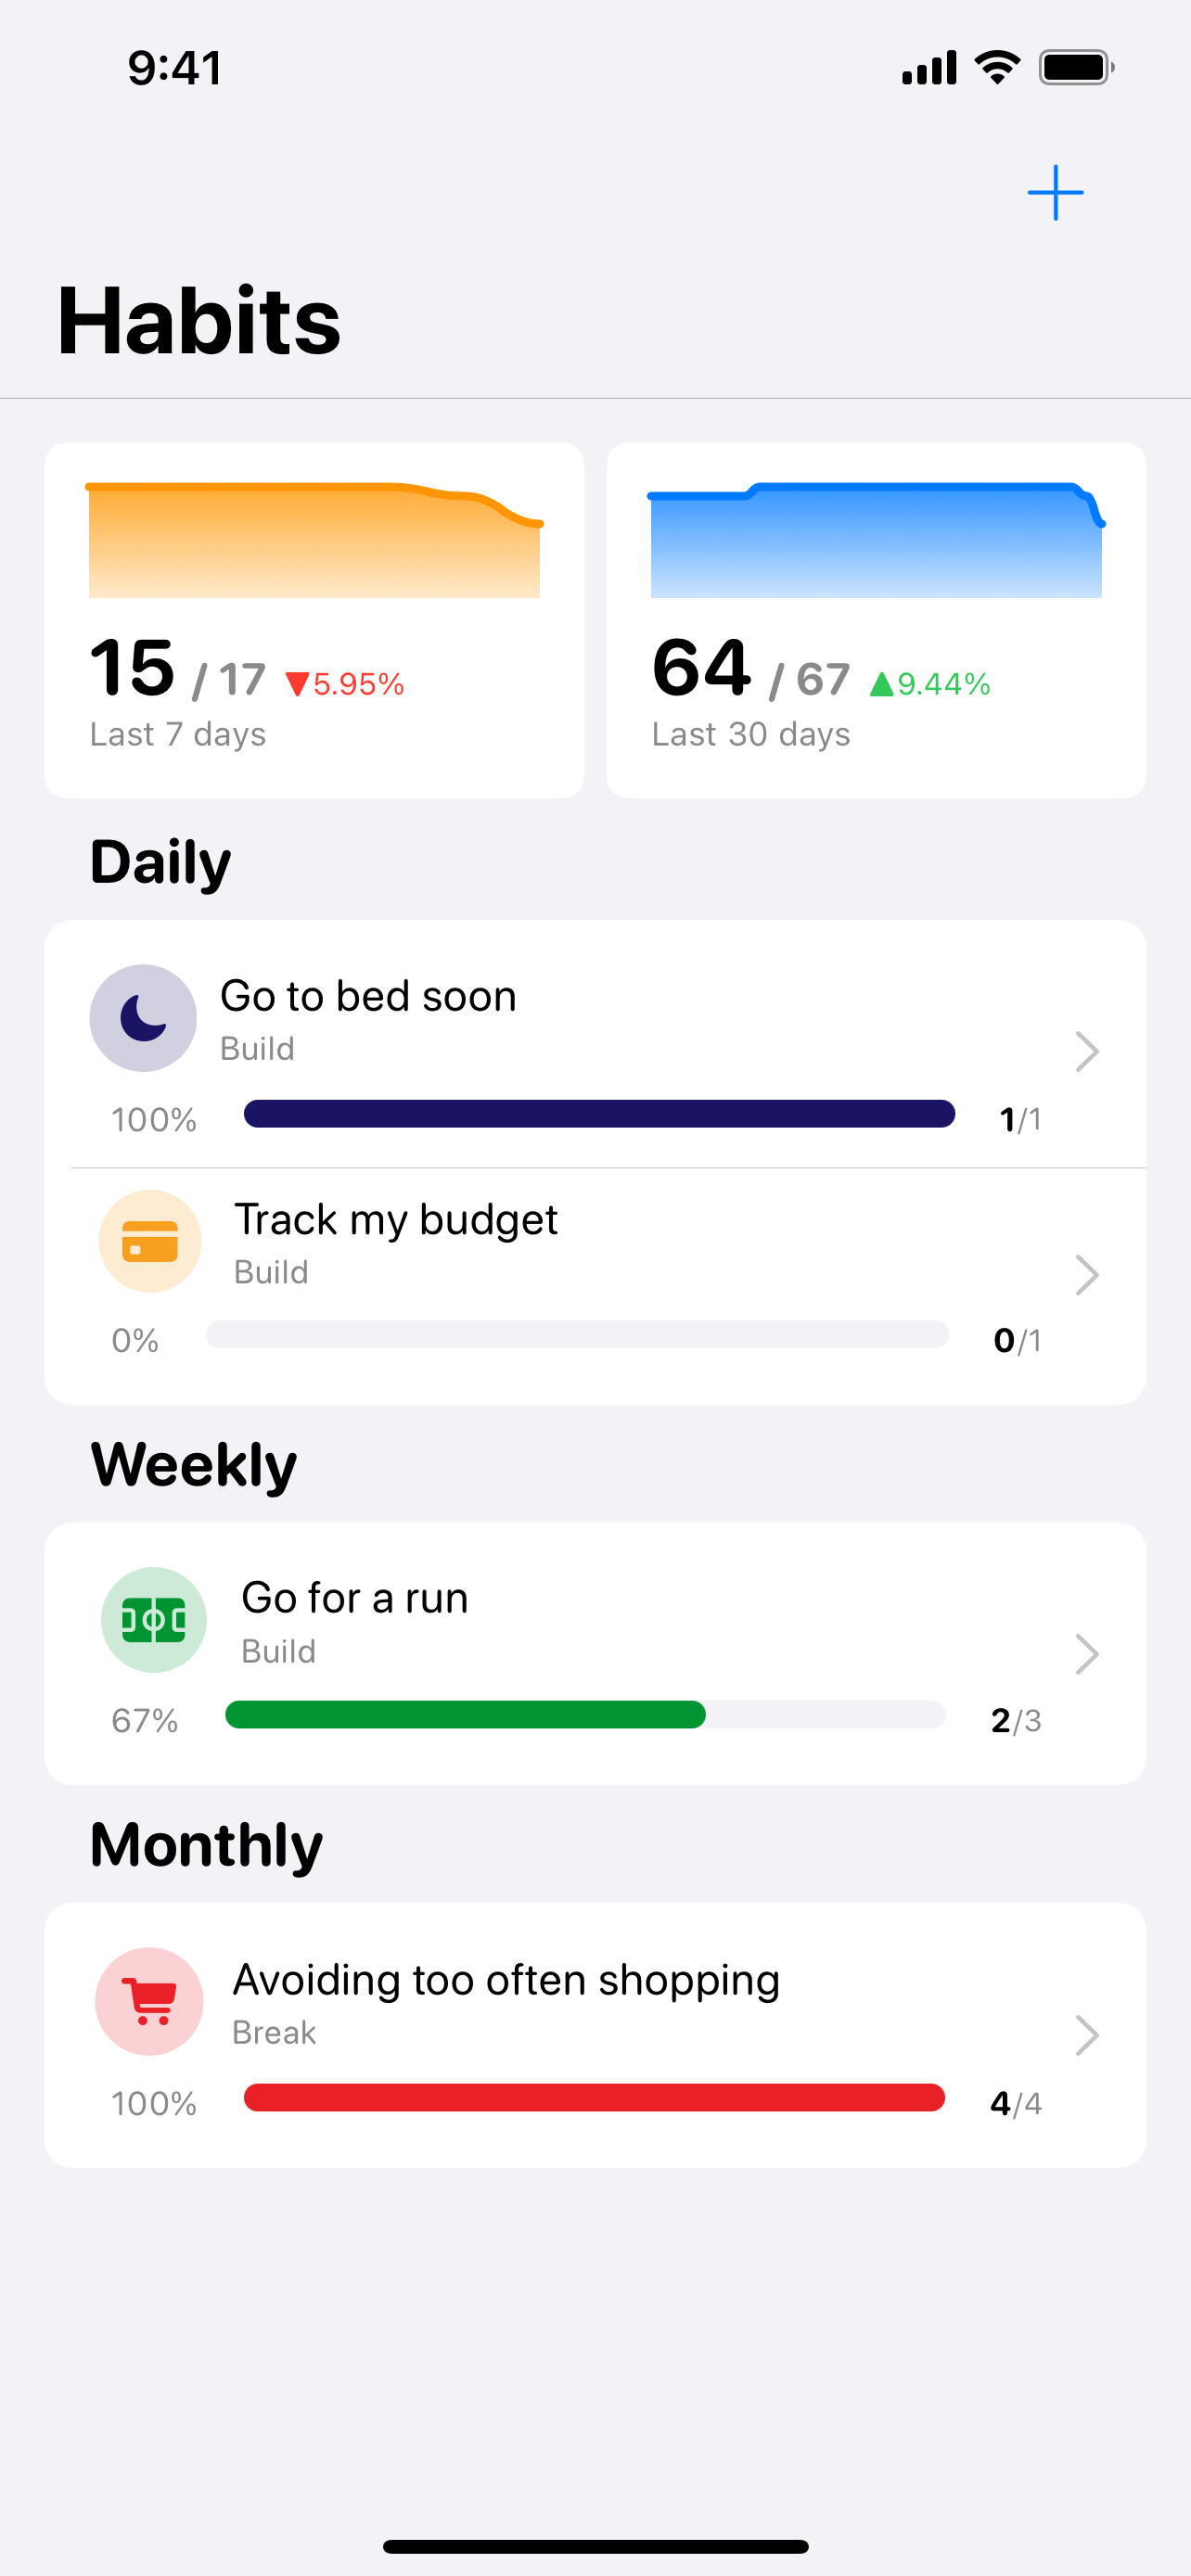 9:41
Habits
15 / 17 ▼5.95%
Last 7 days
64 / 67 ▲9.44%
Last 30 days
Daily
Go to bed soon
Build
100% 1/1
Track my budget
Build
0% 0/1
Weekly
Go for a run
Build
67% 2/3
Monthly
Avoiding too often shopping
Break
100% 4/4